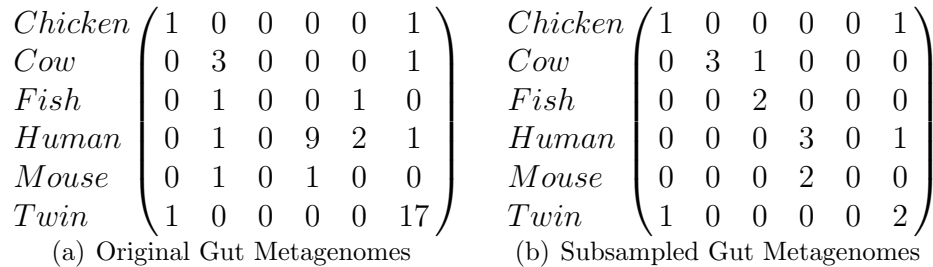 Chicken 1 0 0 0 0 1 Chicken 1 0 0 0 0 1
Cow 0 3 0 0 0 1 Cow 0 3 1 0 0 0
Fish 0 1 0 0 1 0 Fish 0 0 2 0 0 0
Human 0 1 0 9 2 1 Human 0 0 0 3 0 1
Mouse 0 1 0 1 0 0 Mouse 0 0 0 2 0 0
Twin 1 0 0 0 0 17 Twin 1 0 0 0 0 2
(a) Original Gut Metagenomes (b) Subsampled Gut Metagenomes